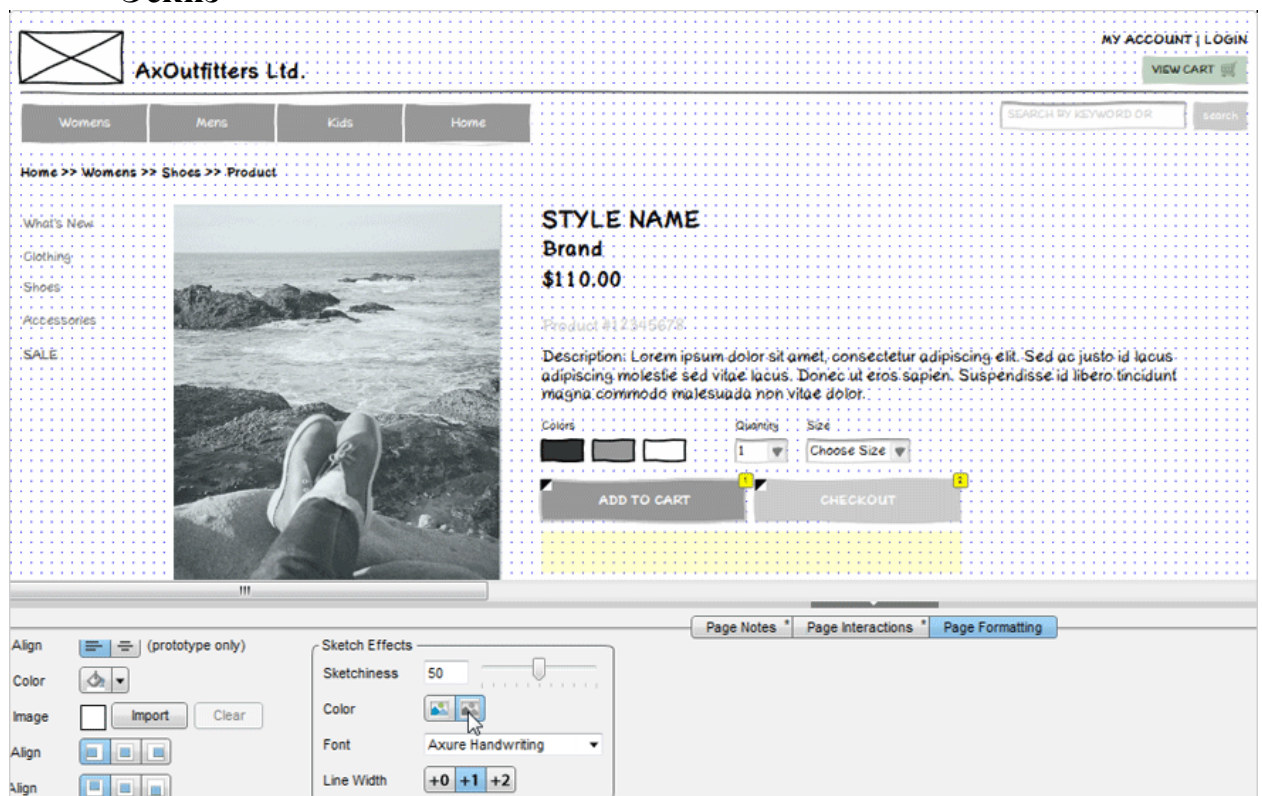 Эскиз
MY ACCOUNT | LOGIN
AxOutfitters Ltd.
VIEW CART
Womens Mens Kids Home
SEARCH BY KEYWORD OR search
Home >> Womens >> Shoes >> Product
What's New
Clothing
Shoes
Accessories
SALE
STYLE NAME
Brand
$110.00
Product #12345678
Description: Lorem ipsum dolor sit amet, consectetur adipiscing elit. Sed ac justo id lacus
adipiscing molestie sed vitae lacus. Donec ut eros sapien. Suspendisse id libero tincidunt
magna commodo malesuada non vitae dolor.
Colors Quantity Size
1 Choose Size
1 2
ADD TO CART CHECKOUT
Page Notes * Page Interactions * Page Formatting
Align (prototype only)
Color
Image Import Clear
Align
Align
Sketch Effects
Sketchiness 50
Color
Font Axure Handwriting
Line Width +0 +1 +2